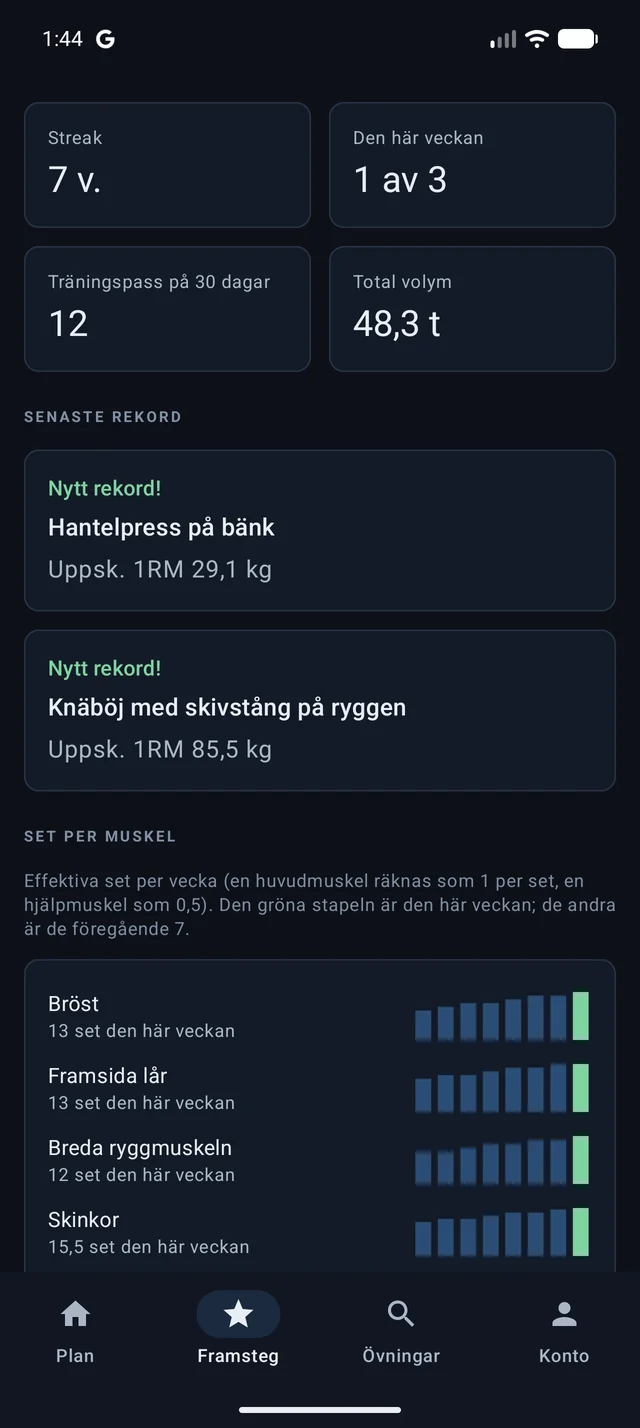 1:44 G
Streak
7 v.
Den här veckan
1 av 3
Träningspass på 30 dagar
12
Total volym
48,3 t
SENASTE REKORD
Nytt rekord!
Hantelpress på bänk
Uppsk. 1RM 29,1 kg
Nytt rekord!
Knäböj med skivstång på ryggen
Uppsk. 1RM 85,5 kg
SET PER MUSKEL
Effektiva set per vecka (en huvudmuskel räknas som 1 per set, en
hjälpmuskel som 0,5). Den gröna stapeln är den här veckan; de andra
är de föregående 7.
Bröst
13 set den här veckan
Framsida lår
13 set den här veckan
Breda ryggmuskeln
12 set den här veckan
Skinkor
15,5 set den här veckan
Plan
Framsteg
Övningar
Konto